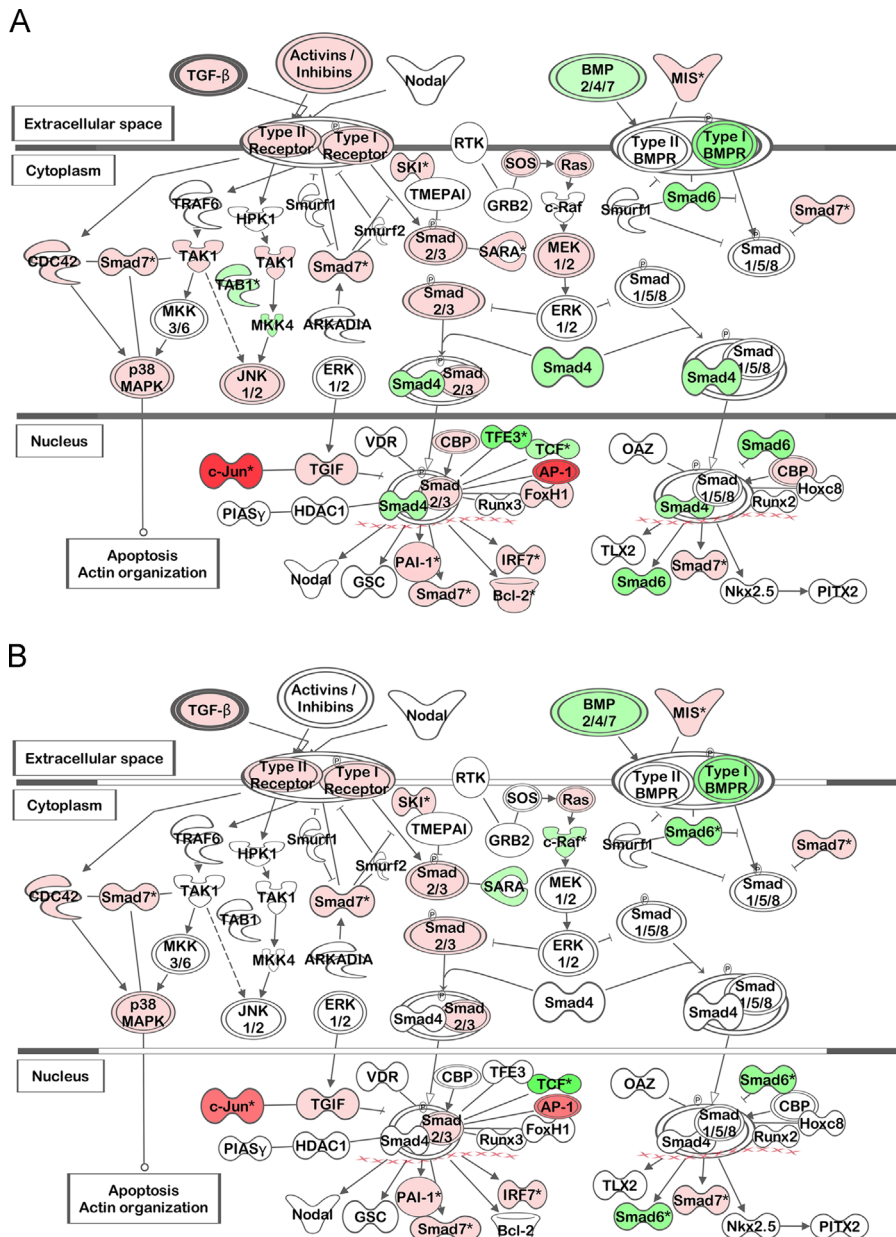 A
TGF-β
Activins /
Inhibins
Nodal
BMP
2/4/7
MIS*
Extracellular space
Type II
Receptor
P
Type I
Receptor
RTK
P
Type II
BMPR
Type I
BMPR
Cytoplasm
SKI*
SOS
Ras
TRAF6
HPK1
Smurf1
TMEPAI
GRB2
c-Raf
Smad6
Smurf1
Smad7*
Smurf2
P
P
CDC42
Smad7*
TAK1
TAK1
Smad7*
Smad
2/3
SARA*
MEK
1/2
Smad
1/5/8
TAB1*
P
P
MKK
3/6
MKK4
ARKADIA
Smad
2/3
ERK
1/2
Smad
1/5/8
p38
MAPK
JNK
1/2
ERK
1/2
P
Smad4
Smad
2/3
Smad4
P
Smad4
Smad
1/5/8
Nucleus
VDR
CBP
TFE3*
TCF*
OAZ
Smad6
c-Jun*
TGIF
P
AP-1
P
CBP
PIASγ
HDAC1
Smad4
Smad
2/3
Runx3
FoxH1
Smad4
Smad
1/5/8
Runx2
Hoxc8
Apoptosis
Actin organization
Nodal
GSC
PAI-1*
Smad7*
IRF7*
Bcl-2*
TLX2
Smad6
Smad7*
Nkx2.5
PITX2
B
TGF-β
Activins /
Inhibins
Nodal
BMP
2/4/7
MIS*
Extracellular space
Type II
Receptor
P
Type I
Receptor
RTK
P
Type II
BMPR
Type I
BMPR
Cytoplasm
SKI*
SOS
Ras
TRAF6
HPK1
Smurf1
TMEPAI
GRB2
c-Raf*
Smad6*
Smurf1
Smad7*
Smurf2
P
P
CDC42
Smad7*
TAK1
TAK1
Smad7*
Smad
2/3
SARA
MEK
1/2
Smad
1/5/8
TAB1
P
P
MKK
3/6
MKK4
ARKADIA
Smad
2/3
ERK
1/2
Smad
1/5/8
p38
MAPK
JNK
1/2
ERK
1/2
P
Smad4
Smad
2/3
Smad4
P
Smad4
Smad
1/5/8
Nucleus
VDR
CBP
TFE3
TCF*
OAZ
Smad6*
c-Jun*
TGIF
P
AP-1
P
CBP
PIASγ
HDAC1
Smad4
Smad
2/3
Runx3
FoxH1
Smad4
Smad
1/5/8
Runx2
Hoxc8
Apoptosis
Actin organization
Nodal
GSC
PAI-1*
Smad7*
IRF7*
Bcl-2
TLX2
Smad6*
Smad7*
Nkx2.5
PITX2